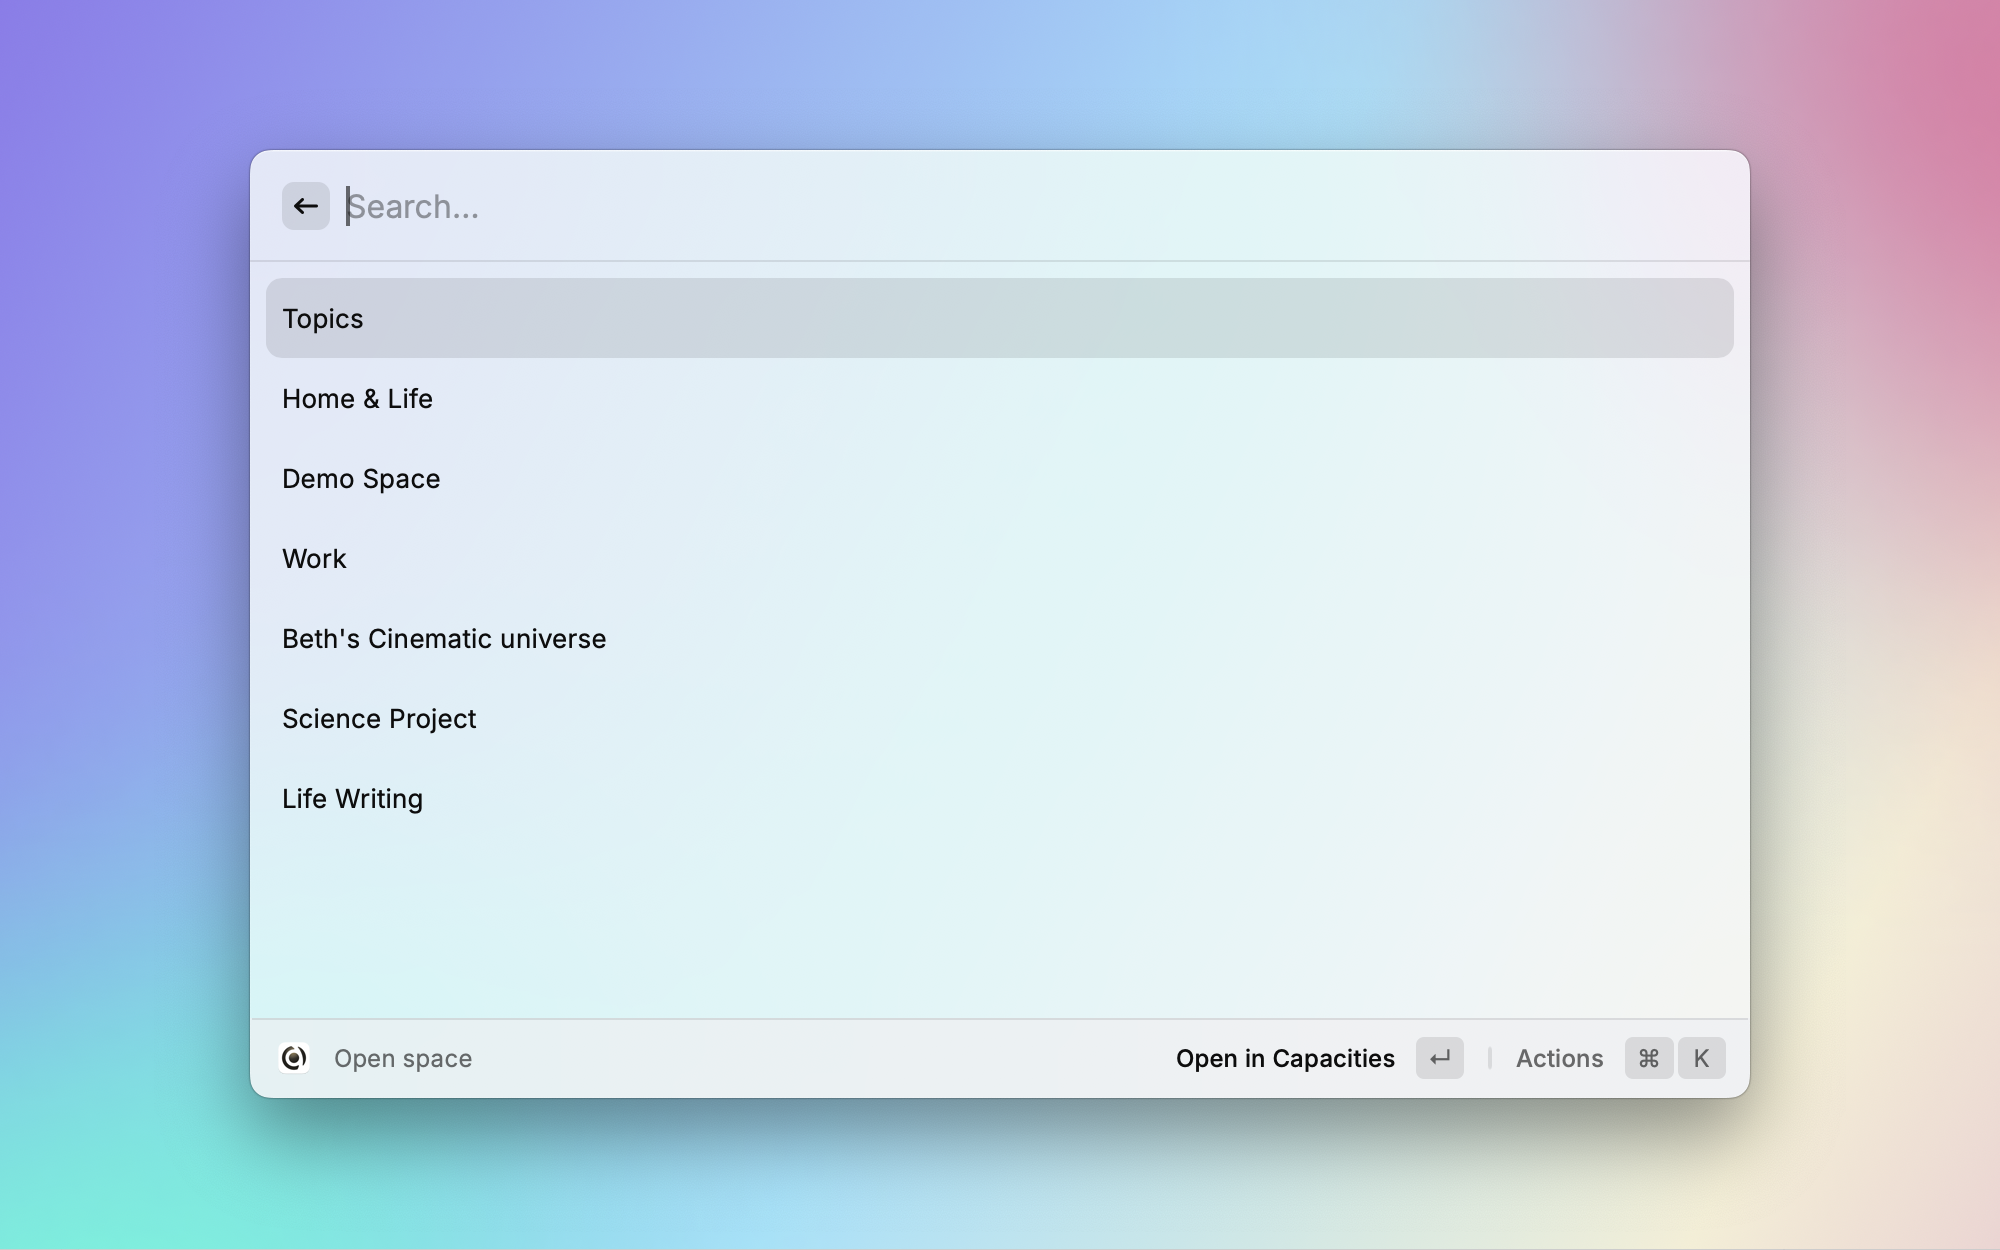 Search...
Topics
Home & Life
Demo Space
Work
Beth's Cinematic universe
Science Project
Life Writing
Open space Open in Capacities ↵ Actions ⌘ K